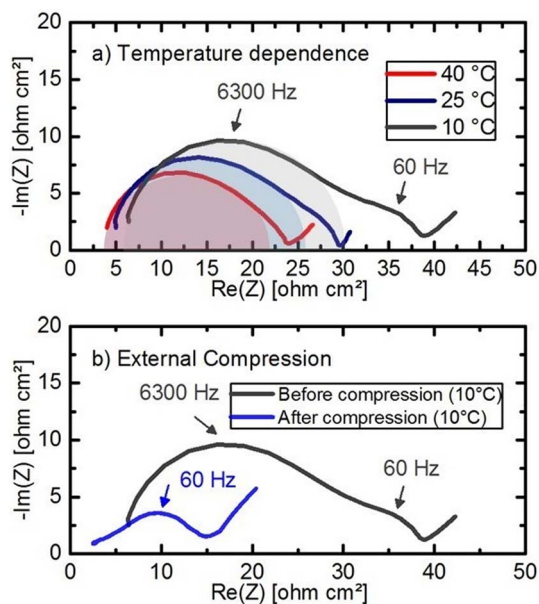 a) Temperature dependence
6300 Hz
40 °C
25 °C
10 °C
60 Hz
-Im(Z) [ohm cm²]
20
15
10
5
0
0 5 10 15 20 25 30 35 40 45 50
Re(Z) [ohm cm²]
b) External Compression
6300 Hz
Before compression (10°C)
After compression (10°C)
60 Hz
60 Hz
-Im(Z) [ohm cm²]
20
15
10
5
0
0 10 20 30 40 50
Re(Z) [ohm cm²]